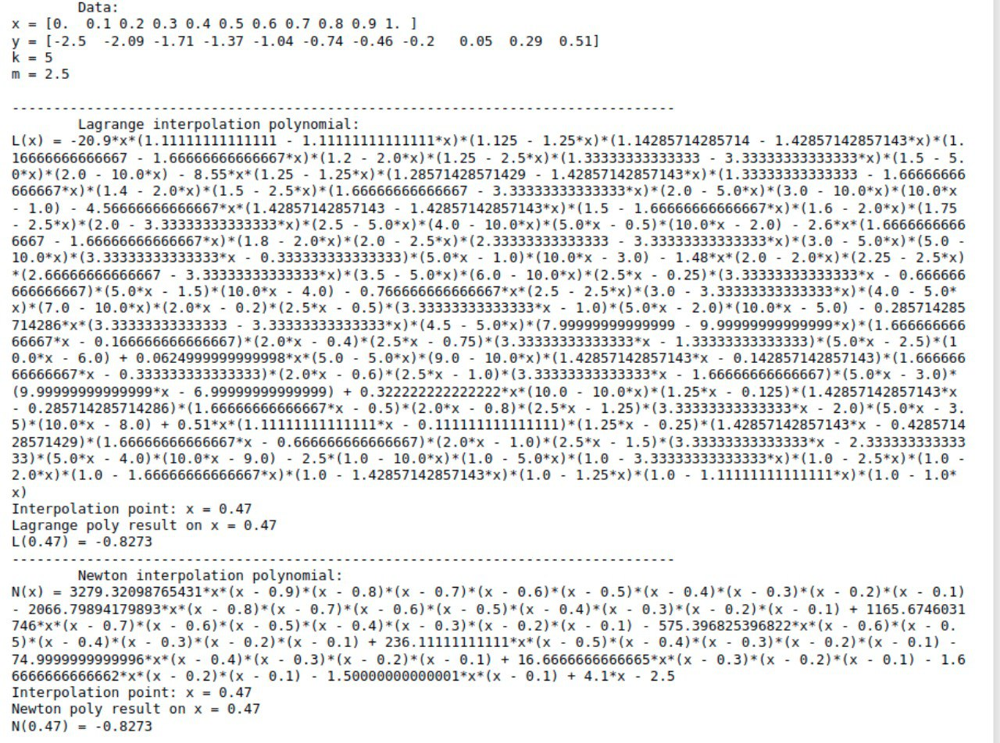 Data:
x = [0.  0.1 0.2 0.3 0.4 0.5 0.6 0.7 0.8 0.9 1. ]
y = [-2.5  -2.09 -1.71 -1.37 -1.04 -0.74 -0.46 -0.2   0.05  0.29  0.51]
k = 5
m = 2.5
--------------------------------------------------------------------------------
Lagrange interpolation polynomial:
L(x) = -20.9*x*(1.11111111111111 - 1.11111111111111*x)*(1.125 - 1.25*x)*(1.14285714285714 - 1.42857142857143*x)*(1.
16666666666667 - 1.66666666666667*x)*(1.2 - 2.0*x)*(1.25 - 2.5*x)*(1.33333333333333 - 3.33333333333333*x)*(1.5 - 5.
0*x)*(2.0 - 10.0*x) - 8.55*x*(1.25 - 1.25*x)*(1.28571428571429 - 1.42857142857143*x)*(1.33333333333333 - 1.66666666
666667*x)*(1.4 - 2.0*x)*(1.5 - 2.5*x)*(1.66666666666667 - 3.33333333333333*x)*(2.0 - 5.0*x)*(3.0 - 10.0*x)*(10.0*x
- 1.0) - 4.56666666666667*x*(1.42857142857143 - 1.42857142857143*x)*(1.5 - 1.66666666666667*x)*(1.6 - 2.0*x)*(1.75
- 2.5*x)*(2.0 - 3.33333333333333*x)*(2.5 - 5.0*x)*(4.0 - 10.0*x)*(5.0*x - 0.5)*(10.0*x - 2.0) - 2.6*x*(1.6666666666
6667 - 1.66666666666667*x)*(1.8 - 2.0*x)*(2.0 - 2.5*x)*(2.33333333333333 - 3.33333333333333*x)*(3.0 - 5.0*x)*(5.0 -
10.0*x)*(3.33333333333333*x - 0.333333333333333)*(5.0*x - 1.0)*(10.0*x - 3.0) - 1.48*x*(2.0 - 2.0*x)*(2.25 - 2.5*x)
*(2.66666666666667 - 3.33333333333333*x)*(3.5 - 5.0*x)*(6.0 - 10.0*x)*(2.5*x - 0.25)*(3.33333333333333*x - 0.666666
666666667)*(5.0*x - 1.5)*(10.0*x - 4.0) - 0.766666666666667*x*(2.5 - 2.5*x)*(3.0 - 3.33333333333333*x)*(4.0 - 5.0*
x)*(7.0 - 10.0*x)*(2.0*x - 0.2)*(2.5*x - 0.5)*(3.33333333333333*x - 1.0)*(5.0*x - 2.0)*(10.0*x - 5.0) - 0.285714285
714286*x*(3.33333333333333 - 3.33333333333333*x)*(4.5 - 5.0*x)*(7.99999999999999 - 9.99999999999999*x)*(1.666666666
66667*x - 0.166666666666667)*(2.0*x - 0.4)*(2.5*x - 0.75)*(3.33333333333333*x - 1.33333333333333)*(5.0*x - 2.5)*(1
0.0*x - 6.0) + 0.0624999999999998*x*(5.0 - 5.0*x)*(9.0 - 10.0*x)*(1.42857142857143*x - 0.142857142857143)*(1.666666
66666667*x - 0.333333333333333)*(2.0*x - 0.6)*(2.5*x - 1.0)*(3.33333333333333*x - 1.66666666666667)*(5.0*x - 3.0)*
(9.99999999999999*x - 6.99999999999999) + 0.322222222222222*x*(10.0 - 10.0*x)*(1.25*x - 0.125)*(1.42857142857143*x
- 0.285714285714286)*(1.66666666666667*x - 0.5)*(2.0*x - 0.8)*(2.5*x - 1.25)*(3.33333333333333*x - 2.0)*(5.0*x - 3.
5)*(10.0*x - 8.0) + 0.51*x*(1.11111111111111*x - 0.111111111111111)*(1.25*x - 0.25)*(1.42857142857143*x - 0.4285714
28571429)*(1.66666666666667*x - 0.666666666666667)*(2.0*x - 1.0)*(2.5*x - 1.5)*(3.33333333333333*x - 2.333333333333
33)*(5.0*x - 4.0)*(10.0*x - 9.0) - 2.5*(1.0 - 10.0*x)*(1.0 - 5.0*x)*(1.0 - 3.33333333333333*x)*(1.0 - 2.5*x)*(1.0 -
2.0*x)*(1.0 - 1.66666666666667*x)*(1.0 - 1.42857142857143*x)*(1.0 - 1.25*x)*(1.0 - 1.11111111111111*x)*(1.0 - 1.0*
x)
Interpolation point: x = 0.47
Lagrange poly result on x = 0.47
L(0.47) = -0.8273
--------------------------------------------------------------------------------
Newton interpolation polynomial:
N(x) = 3279.32098765431*x*(x - 0.9)*(x - 0.8)*(x - 0.7)*(x - 0.6)*(x - 0.5)*(x - 0.4)*(x - 0.3)*(x - 0.2)*(x - 0.1)
- 2066.79894179893*x*(x - 0.8)*(x - 0.7)*(x - 0.6)*(x - 0.5)*(x - 0.4)*(x - 0.3)*(x - 0.2)*(x - 0.1) + 1165.6746031
746*x*(x - 0.7)*(x - 0.6)*(x - 0.5)*(x - 0.4)*(x - 0.3)*(x - 0.2)*(x - 0.1) - 575.396825396822*x*(x - 0.6)*(x - 0.
5)*(x - 0.4)*(x - 0.3)*(x - 0.2)*(x - 0.1) + 236.11111111111*x*(x - 0.5)*(x - 0.4)*(x - 0.3)*(x - 0.2)*(x - 0.1) -
74.9999999999996*x*(x - 0.4)*(x - 0.3)*(x - 0.2)*(x - 0.1) + 16.6666666666665*x*(x - 0.3)*(x - 0.2)*(x - 0.1) - 1.6
6666666666662*x*(x - 0.2)*(x - 0.1) - 1.50000000000001*x*(x - 0.1) + 4.1*x - 2.5
Interpolation point: x = 0.47
Newton poly result on x = 0.47
N(0.47) = -0.8273